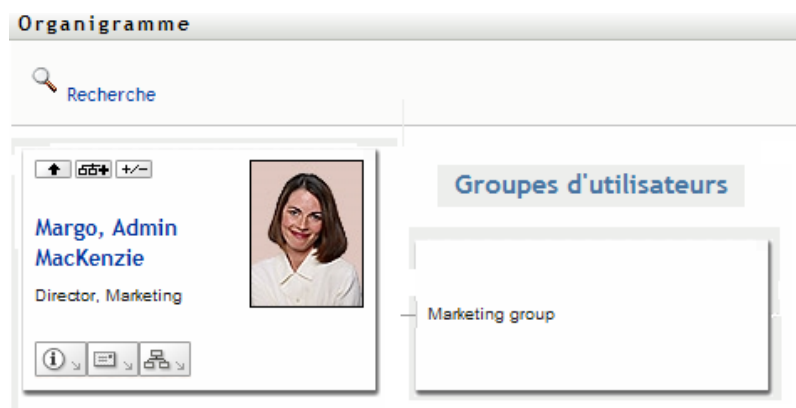 Organigramme
Recherche
+/-
Margo, Admin
MacKenzie
Director, Marketing
Groupes d'utilisateurs
Marketing group